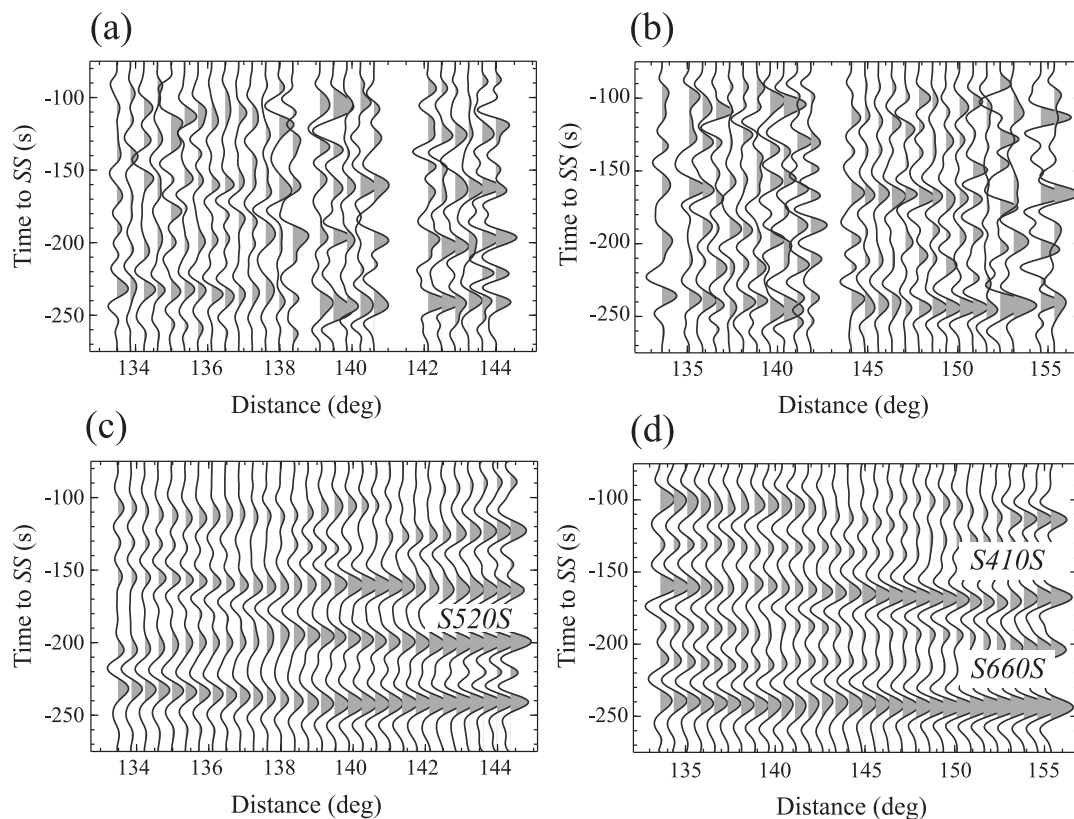 (a)
(b)
Time to SS (s)
-100
-150
-200
-250
134
136
138
140
142
144
Distance (deg)
Time to SS (s)
-100
-150
-200
-250
135
140
145
150
155
Distance (deg)
(c)
(d)
Time to SS (s)
-100
-150
-200
-250
S520S
134
136
138
140
142
144
Distance (deg)
Time to SS (s)
-100
-150
-200
-250
S410S
S660S
135
140
145
150
155
Distance (deg)